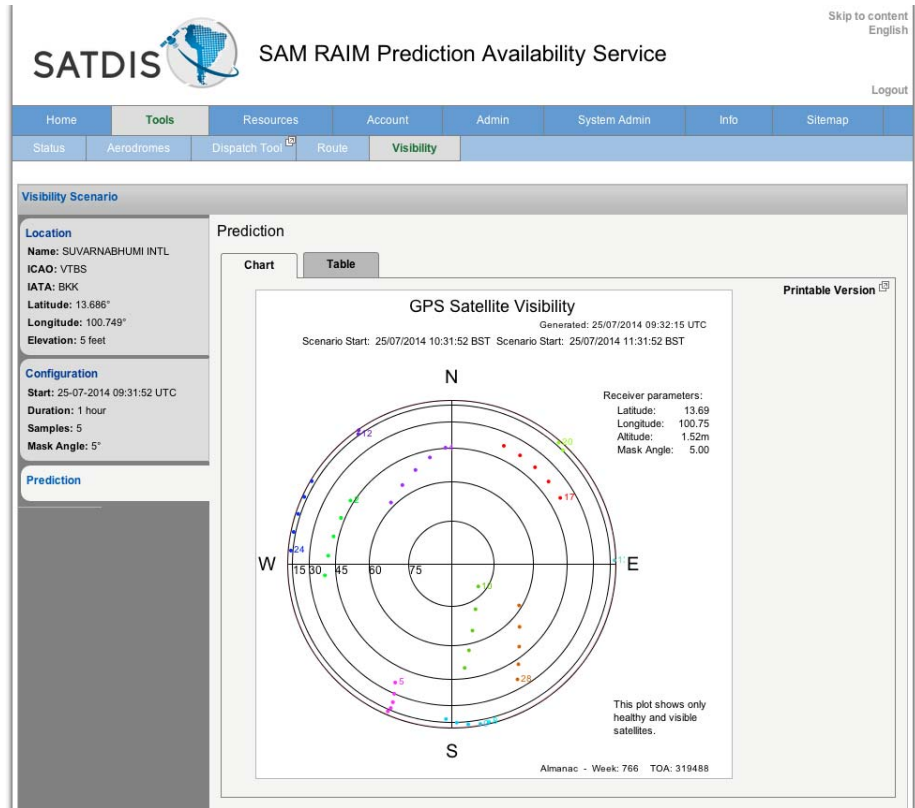 Skip to content
English
SATDIS
SAM RAIM Prediction Availability Service
Logout
Home Tools Resources Account Admin System Admin Info Sitemap
Status Aerodromes Dispatch Tool Route Visibility
Visibility Scenario
Location
Name: SUVARNABHUMI INTL
ICAO: VTBS
IATA: BKK
Latitude: 13.686°
Longitude: 100.749°
Elevation: 5 feet
Configuration
Start: 25-07-2014 09:31:52 UTC
Duration: 1 hour
Samples: 5
Mask Angle: 5°
Prediction
Prediction
Chart Table
Printable Version
GPS Satellite Visibility
Generated: 25/07/2014 09:32:15 UTC
Scenario Start: 25/07/2014 10:31:52 BST Scenario Start: 25/07/2014 11:31:52 BST
N
Receiver parameters:
Latitude: 13.69
Longitude: 100.75
Altitude: 1.52m
Mask Angle: 5.00
12
20
2
17
24
W
15 30 45 60 75
E
10
5
28
S
This plot shows only
healthy and visible
satellites.
Almanac - Week: 766 TOA: 319488